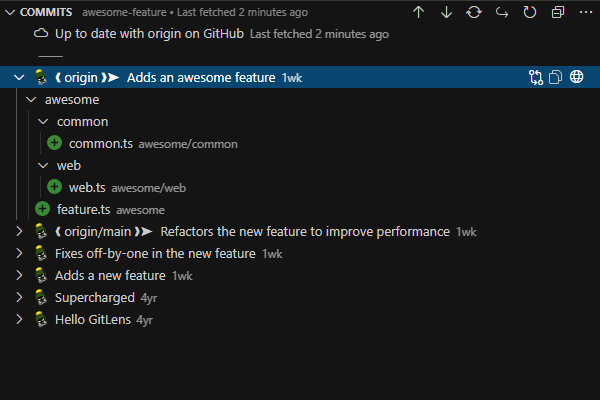 COMMITS awesome-feature • Last fetched 2 minutes ago
Up to date with origin on GitHub Last fetched 2 minutes ago
origin Adds an awesome feature 1wk
awesome
common
common.ts awesome/common
web
web.ts awesome/web
feature.ts awesome
origin/main Refactors the new feature to improve performance 1wk
Fixes off-by-one in the new feature 1wk
Adds a new feature 1wk
Supercharged 4yr
Hello GitLens 4yr